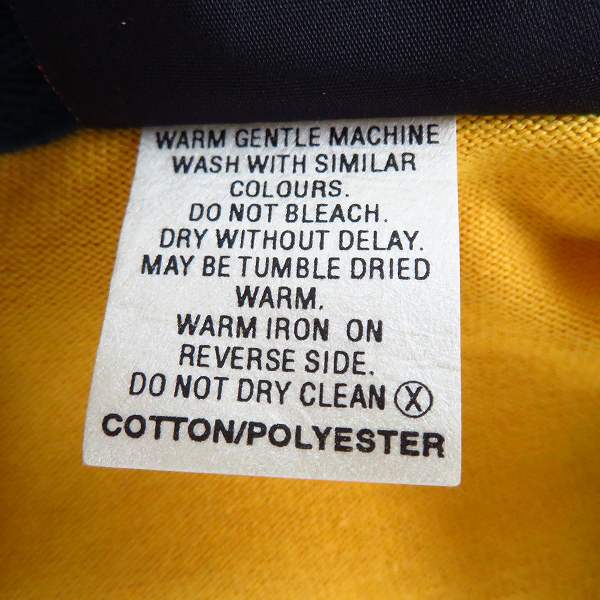 WARM GENTLE MACHINE
WASH WITH SIMILAR
COLOURS.
DO NOT BLEACH.
DRY WITHOUT DELAY.
MAY BE TUMBLE DRIED
WARM.
WARM IRON ON
REVERSE SIDE.
DO NOT DRY CLEAN Ⓧ
COTTON/POLYESTER